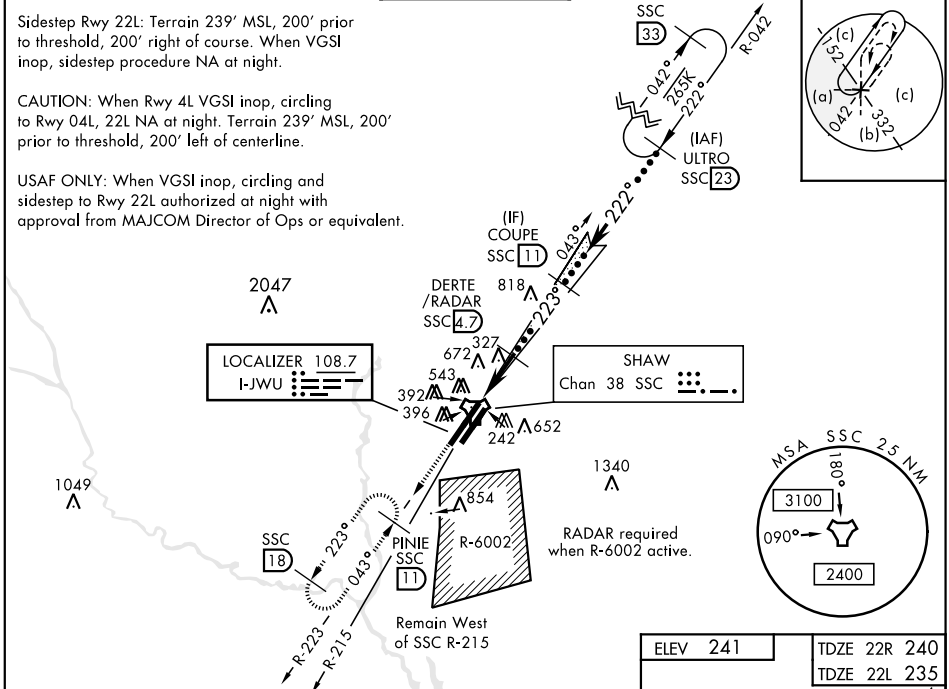 Sidestep Rwy 22L: Terrain 239’ MSL, 200’ prior
to threshold, 200’ right of course. When VGSI
inop, sidestep procedure NA at night.
CAUTION: When Rwy 4L VGSI inop, circling
to Rwy 04L, 22L NA at night. Terrain 239’ MSL, 200’
prior to threshold, 200’ left of centerline.
USAF ONLY: When VGSI inop, circling and
sidestep to Rwy 22L authorized at night with
approval from MAJCOM Director of Ops or equivalent.
SSC
33
R-042
042°
265K
222°
(IAF)
ULTRO
SSC 23
222°
(c)
152
(a)
(c)
042
332
(b)
(IF)
COUPE
SSC 11
043°
223°
2047
DERTE
/RADAR
SSC 4.7
818
327
672
543
392
396
242
652
LOCALIZER 108.7
I-JWU
SHAW
Chan 38 SSC
1049
1340
854
R-6002
RADAR required
when R-6002 active.
SSC
18
223°
043°
PINIE
SSC
11
Remain West
of SSC R-215
R-223
R-215
MSA SSC 25 NM
180°
3100
090°
2400
ELEV 241
TDZE 22R 240
TDZE 22L 235